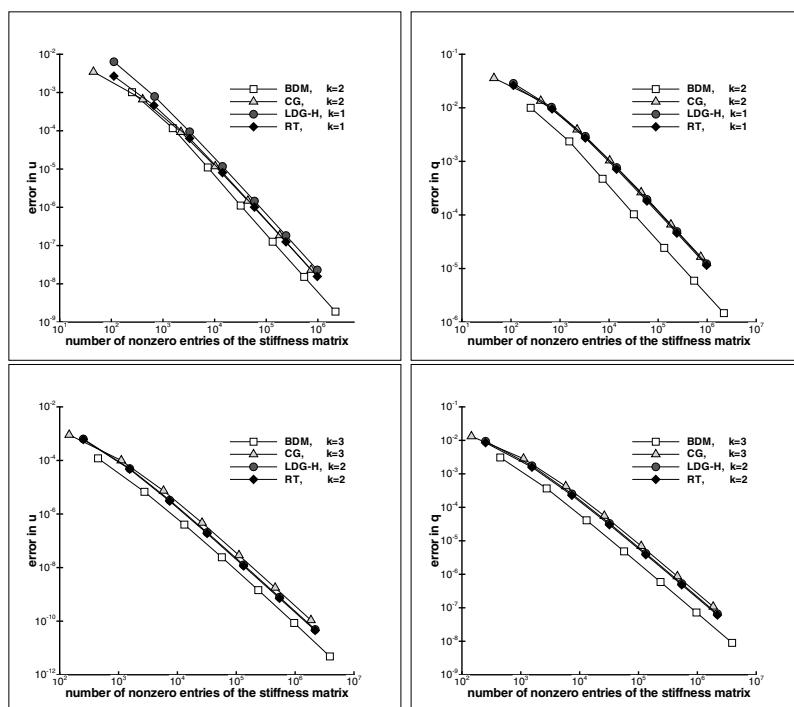 10^-2
10^-3
10^-4
10^-5
10^-6
10^-7
10^-8
10^-9
error in u
BDM, k=2
CG, k=2
LDG-H, k=1
RT, k=1
10^1 10^2 10^3 10^4 10^5 10^6
number of nonzero entries of the stiffness matrix
10^-1
10^-2
10^-3
10^-4
10^-5
10^-6
error in q
BDM, k=2
CG, k=2
LDG-H, k=1
RT, k=1
10^1 10^2 10^3 10^4 10^5 10^6 10^7
number of nonzero entries of the stiffness matrix
10^-2
10^-4
10^-6
10^-8
10^-10
10^-12
error in u
BDM, k=3
CG, k=3
LDG-H, k=2
RT, k=2
10^2 10^3 10^4 10^5 10^6 10^7
number of nonzero entries of the stiffness matrix
10^-1
10^-2
10^-3
10^-4
10^-5
10^-6
10^-7
10^-8
10^-9
error in q
BDM, k=3
CG, k=3
LDG-H, k=2
RT, k=2
10^2 10^3 10^4 10^5 10^6 10^7
number of nonzero entries of the stiffness matrix